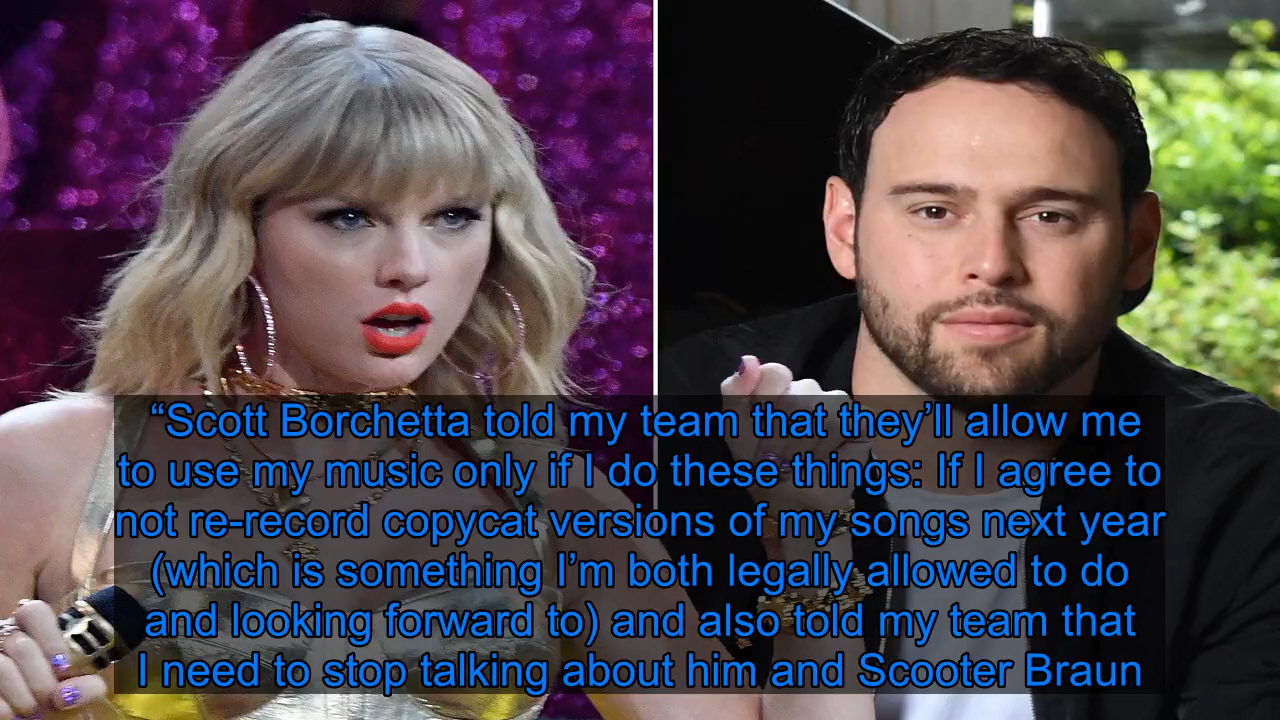 “Scott Borchetta told my team that they’ll allow me
to use my music only if I do these things: If I agree to
not re-record copycat versions of my songs next year
(which is something I’m both legally allowed to do
and looking forward to) and also told my team that
I need to stop talking about him and Scooter Braun